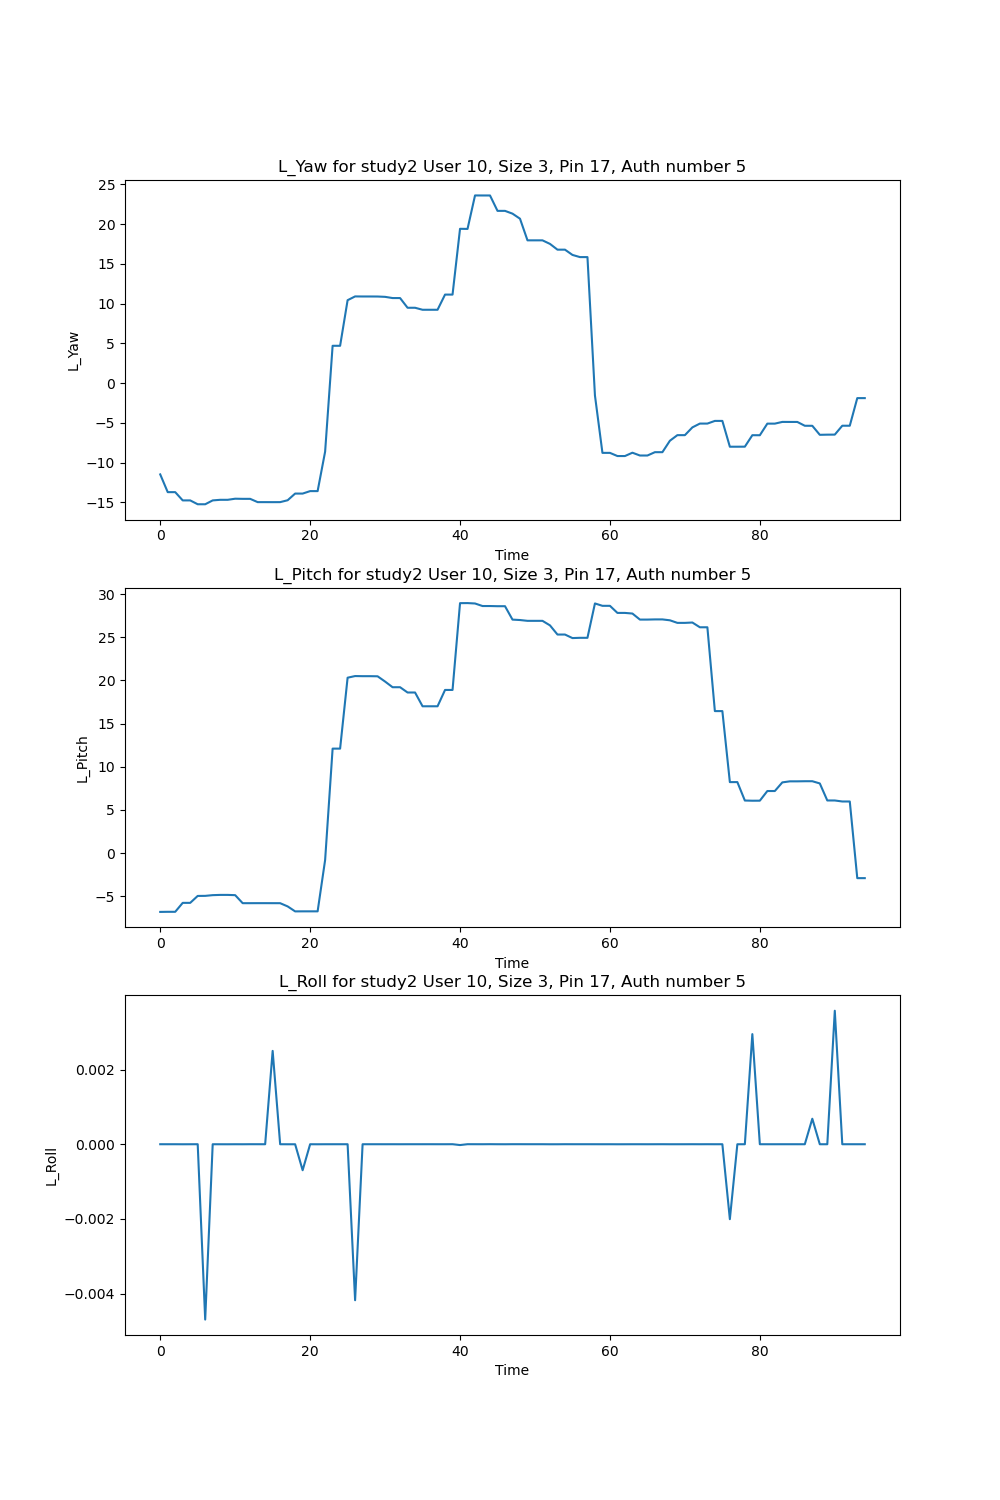 L_Yaw for study2 User 10, Size 3, Pin 17, Auth number 5
25
20
15
10
5
0
−5
−10
−15
L_Yaw
0 20 40 60 80
Time
L_Pitch for study2 User 10, Size 3, Pin 17, Auth number 5
30
25
20
15
10
5
0
−5
L_Pitch
0 20 40 60 80
Time
L_Roll for study2 User 10, Size 3, Pin 17, Auth number 5
0.002
0.000
−0.002
−0.004
L_Roll
0 20 40 60 80
Time